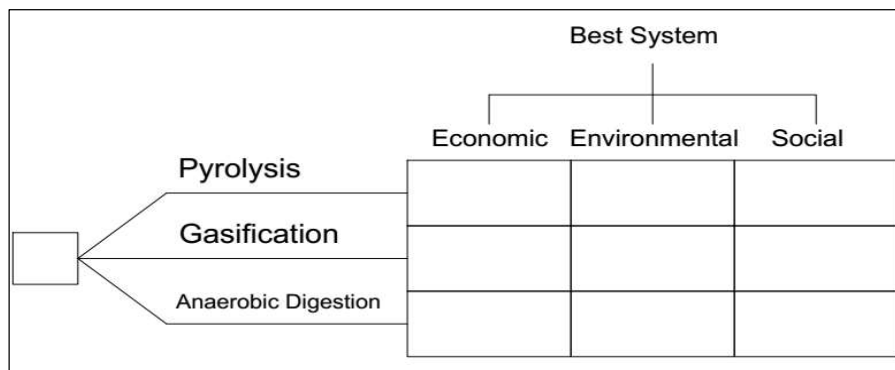 Best System
Economic Environmental Social
Pyrolysis
Gasification
Anaerobic Digestion